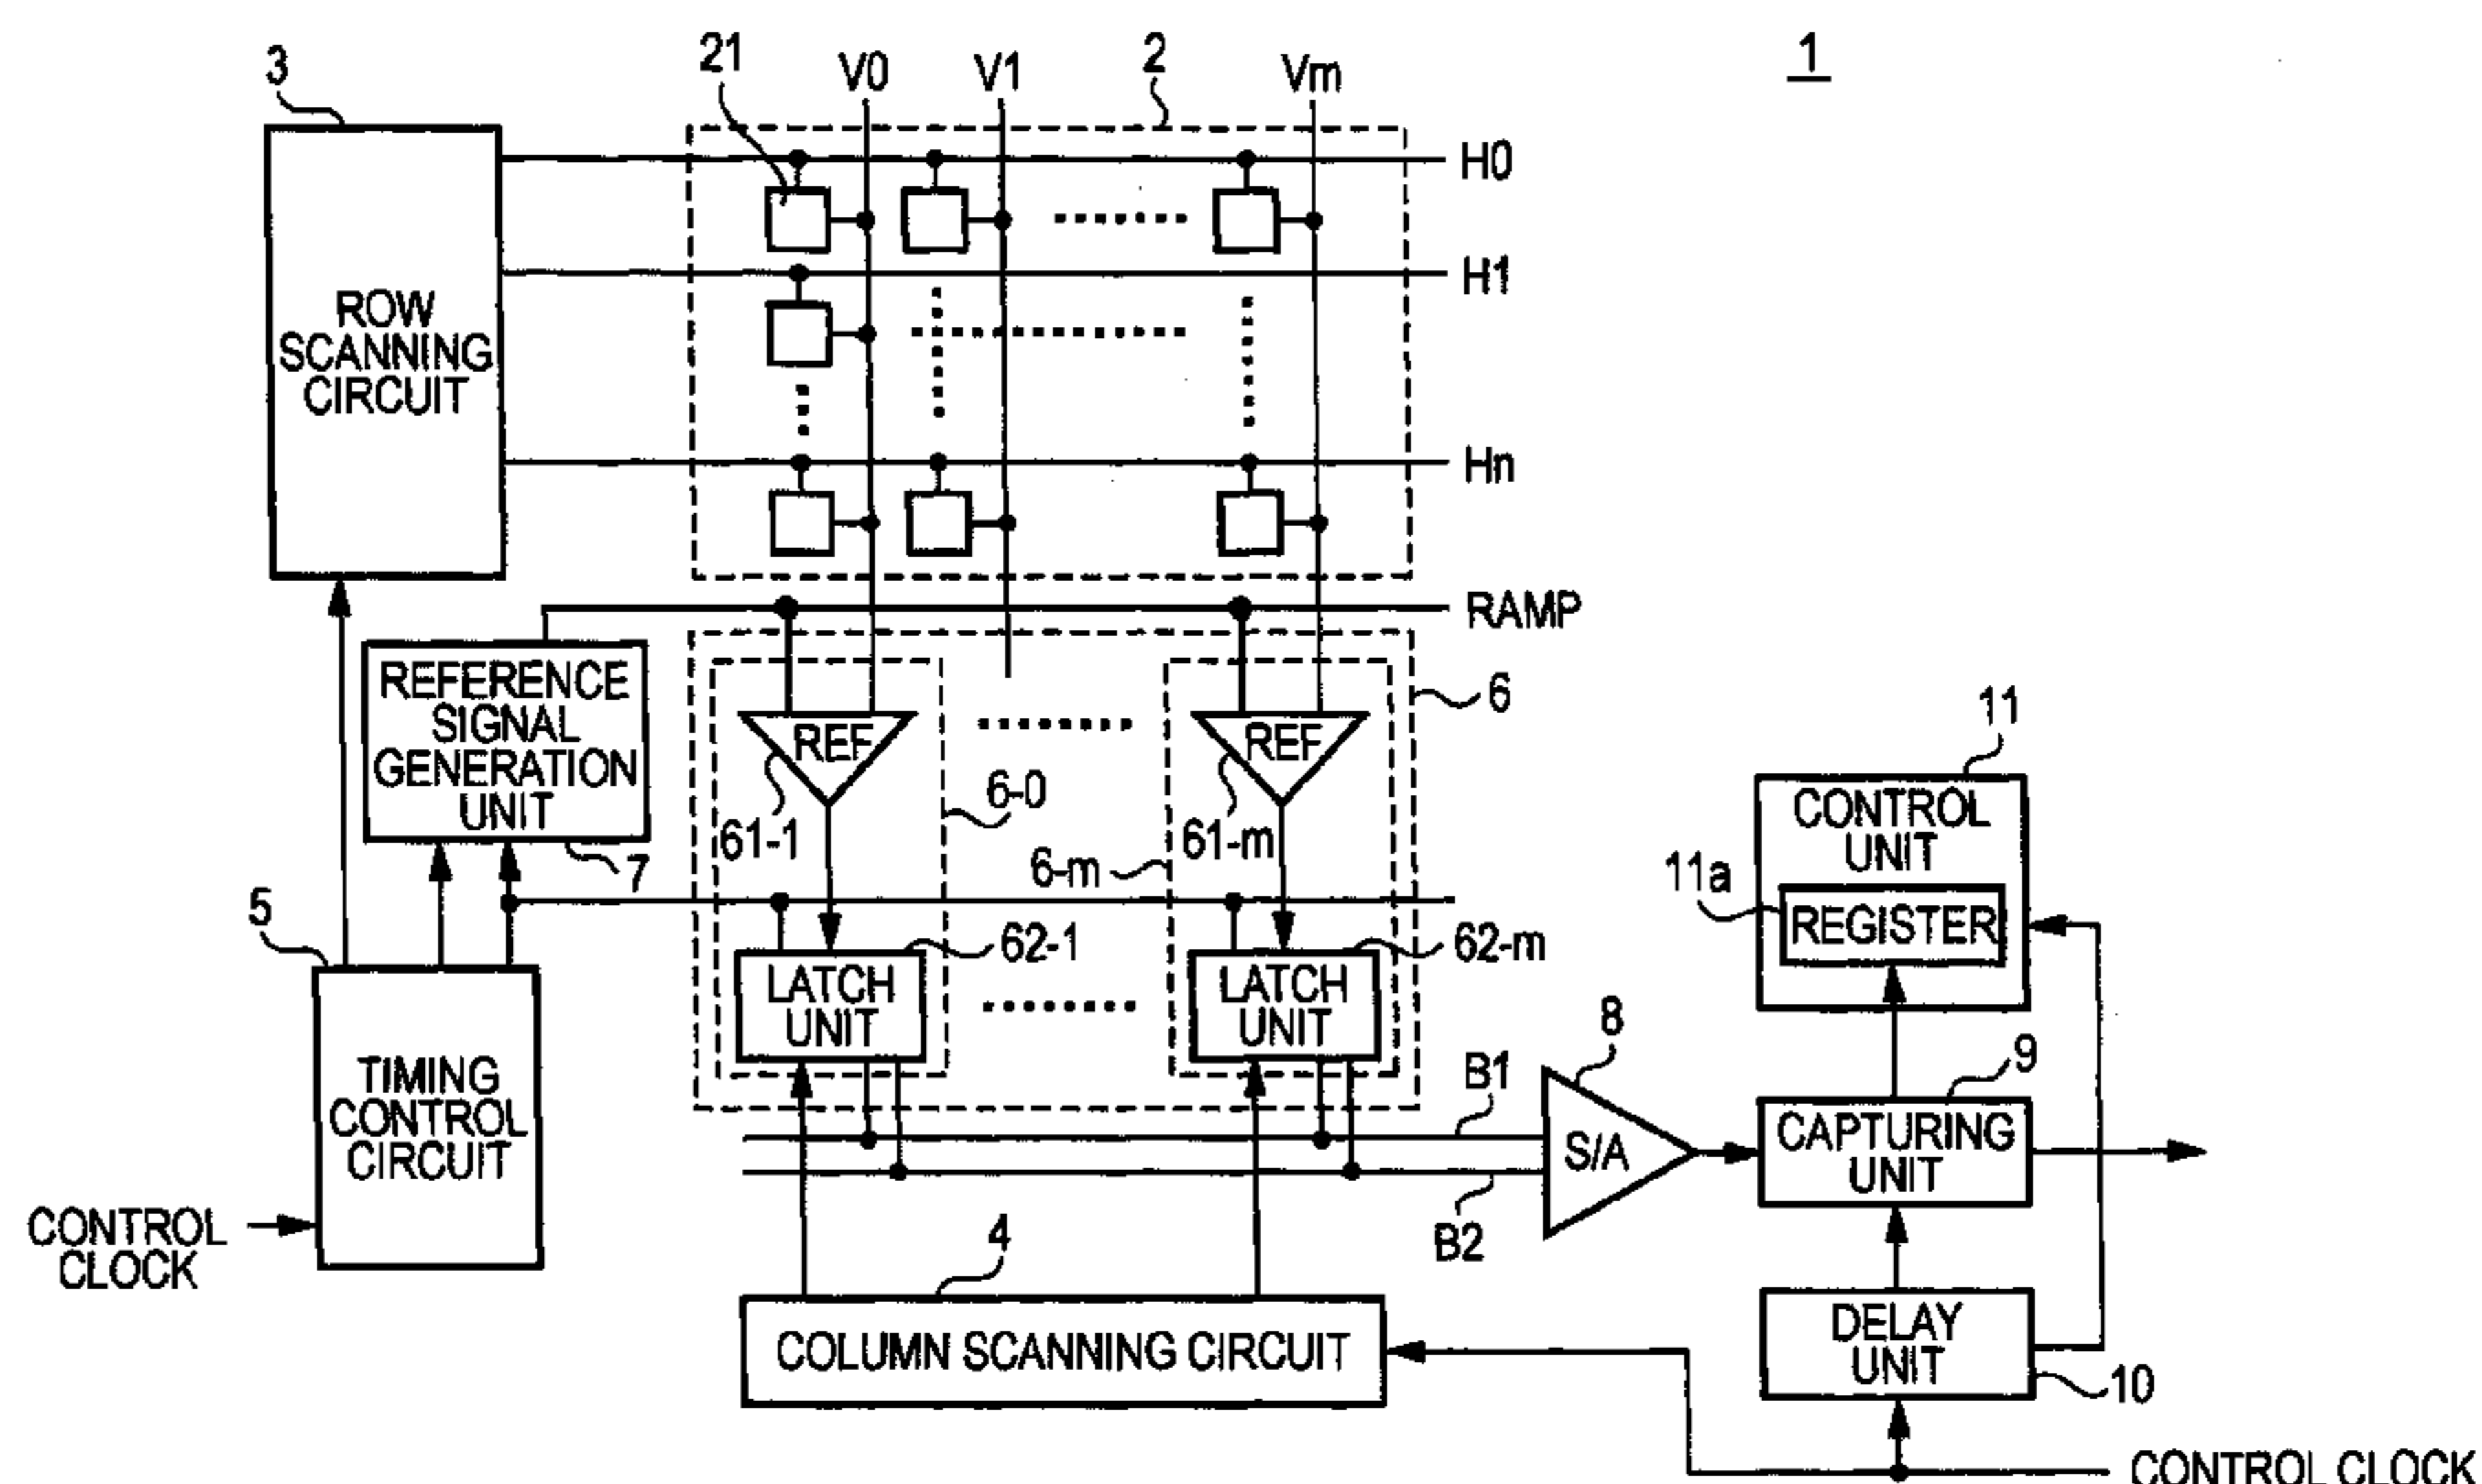 1
3
21
V0
V1
2
Vm
H0
H1
Hn
ROW
SCANNING
CIRCUIT
RAMP
REFERENCE
SIGNAL
GENERATION
UNIT
7
REF
REF
6
61-1
6-0
61-m
6-m
5
TIMING
CONTROL
CIRCUIT
CONTROL
CLOCK
LATCH
UNIT
62-1
LATCH
UNIT
62-m
B1
B2
8
S/A
11
CONTROL
UNIT
11a
REGISTER
9
CAPTURING
UNIT
4
COLUMN SCANNING CIRCUIT
DELAY
UNIT
10
CONTROL CLOCK